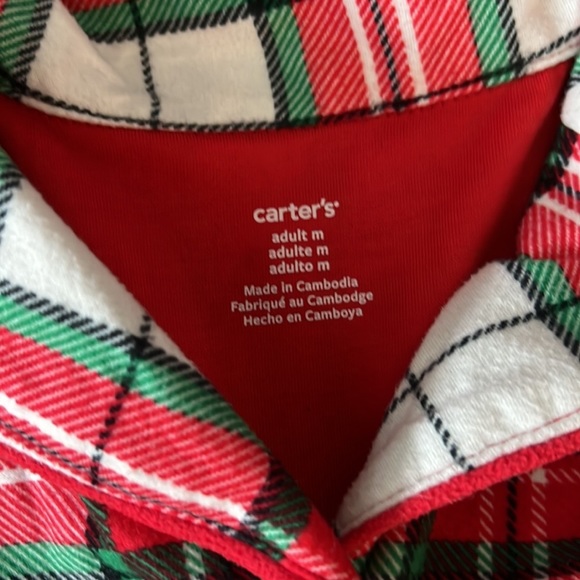 carter's
adult m
adulte m
adulto m
Made in Cambodia
Fabriqué au Cambodge
Hecho en Camboya